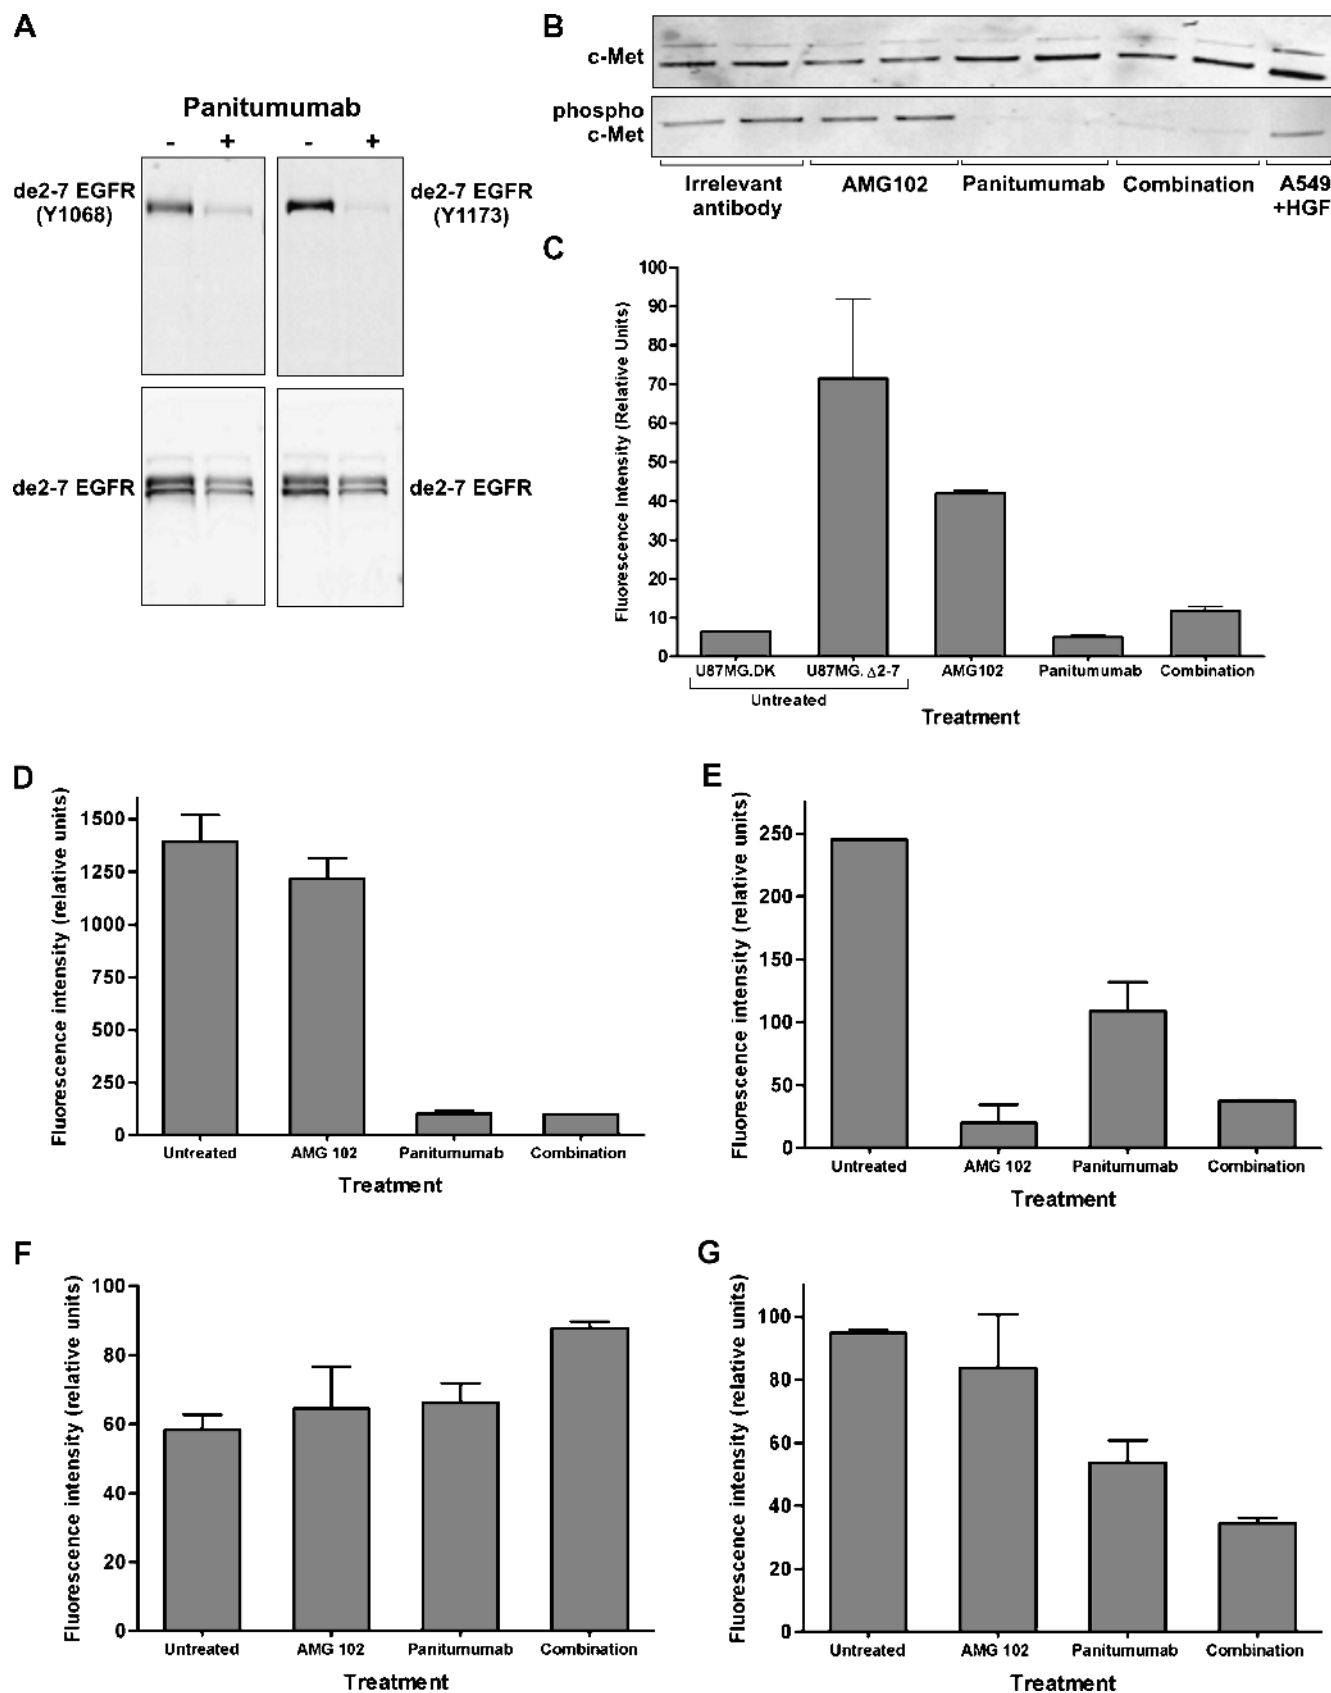 A
Panitumumab
- + - +
de2-7 EGFR
(Y1068)
de2-7 EGFR
(Y1173)
de2-7 EGFR
de2-7 EGFR
B
c-Met
phospho
c-Met
Irrelevant
antibody
AMG102
Panitumumab
Combination
A549
+HGF
C
Fluorescence Intensity (Relative Units)
100
90
80
70
60
50
40
30
20
10
0
U87MG.DK U87MG. Δ2-7 AMG102 Panitumumab Combination
Untreated
Treatment
D
Fluorescence intensity (relative units)
1500
1250
1000
750
500
250
0
Untreated AMG 102 Panitumumab Combination
Treatment
E
Fluorescence intensity (relative units)
250
200
150
100
50
0
Untreated AMG 102 Panitumumab Combination
Treatment
F
Fluorescence intensity (relative units)
100
80
60
40
20
0
Untreated AMG 102 Panitumumab Combination
Treatment
G
Fluorescence intensity (relative units)
100
80
60
40
20
0
Untreated AMG 102 Panitumumab Combination
Treatment